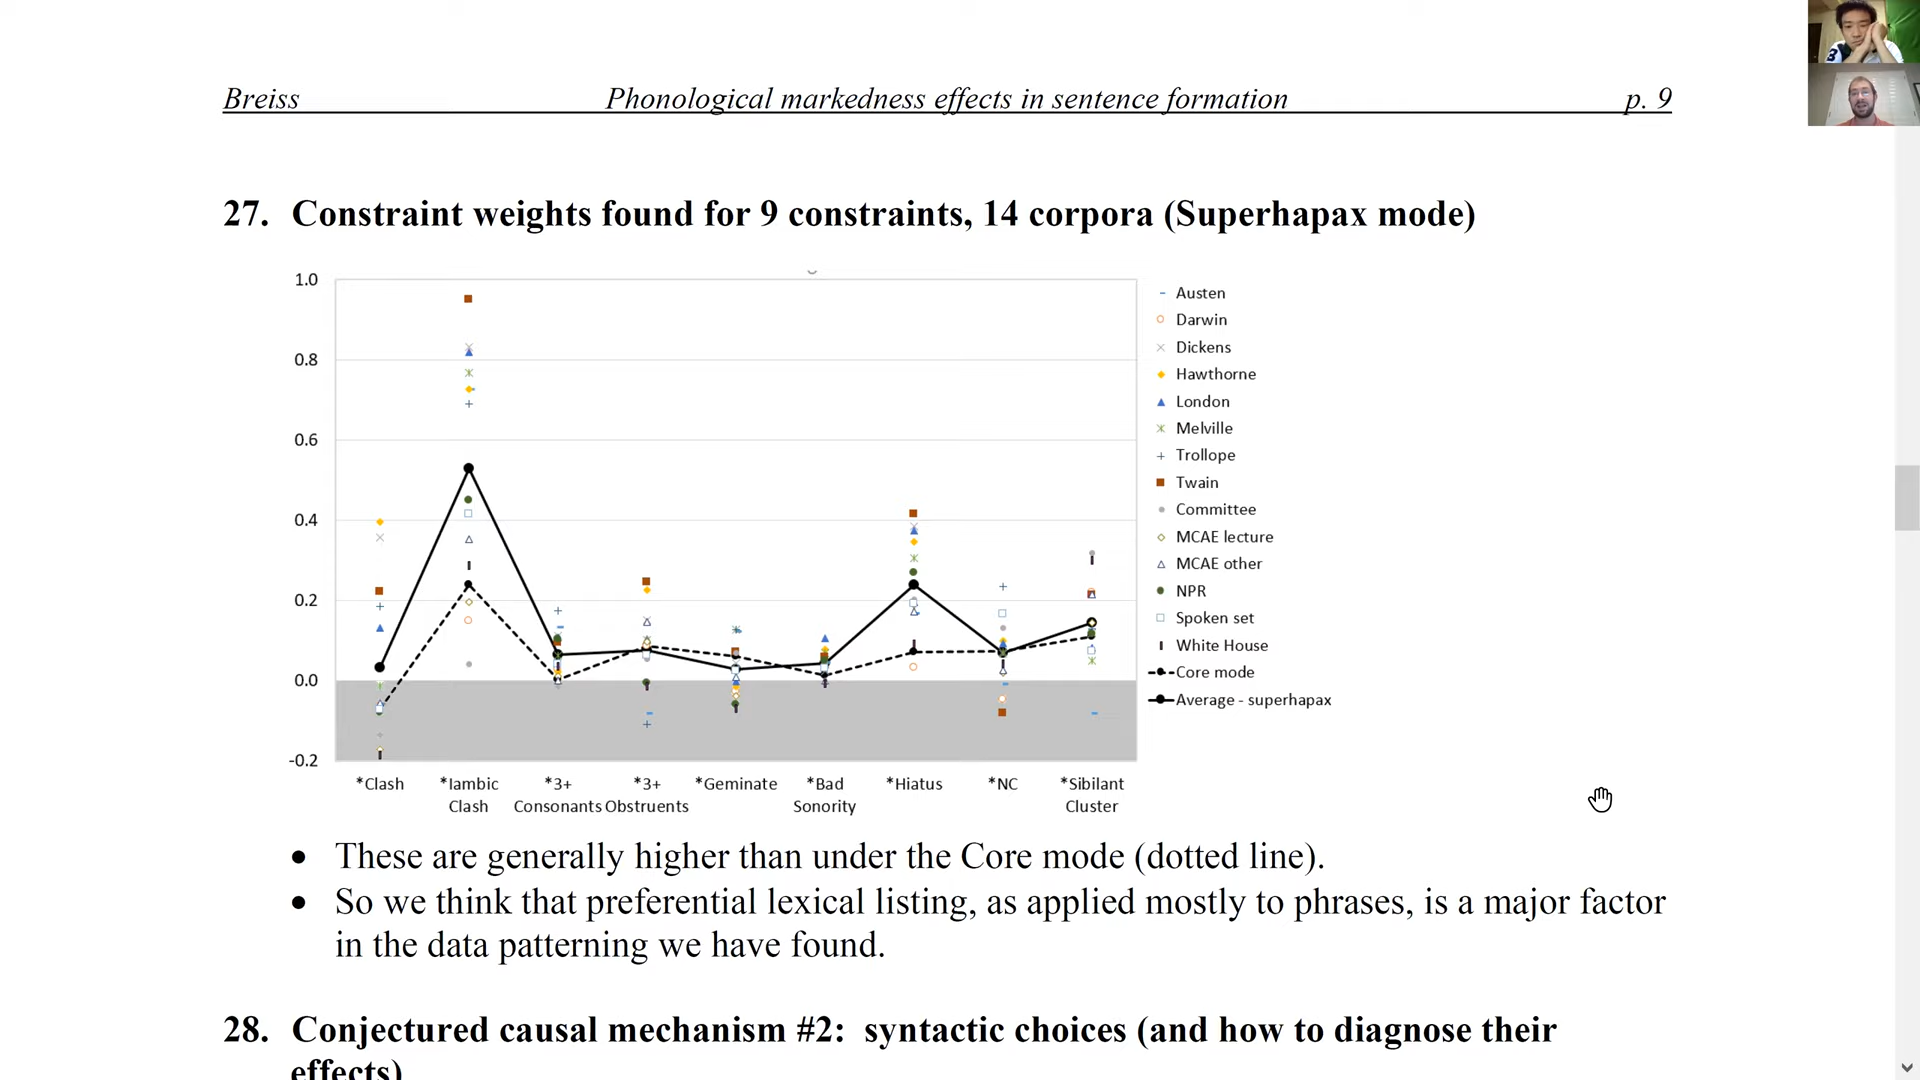 Breiss Phonological markedness effects in sentence formation p. 9
27. Constraint weights found for 9 constraints, 14 corpora (Superhapax mode)
1.0
0.8
0.6
0.4
0.2
0.0
-0.2
*Clash *Iambic Clash *3+ Consonants *3+ Obstruents *Geminate *Bad Sonority *Hiatus *NC *Sibilant Cluster
Austen
Darwin
Dickens
Hawthorne
London
Melville
Trollope
Twain
Committee
MCAE lecture
MCAE other
NPR
Spoken set
White House
Core mode
Average - superhapax
• These are generally higher than under the Core mode (dotted line).
• So we think that preferential lexical listing, as applied mostly to phrases, is a major factor
in the data patterning we have found.
28. Conjectured causal mechanism #2: syntactic choices (and how to diagnose their
effects)